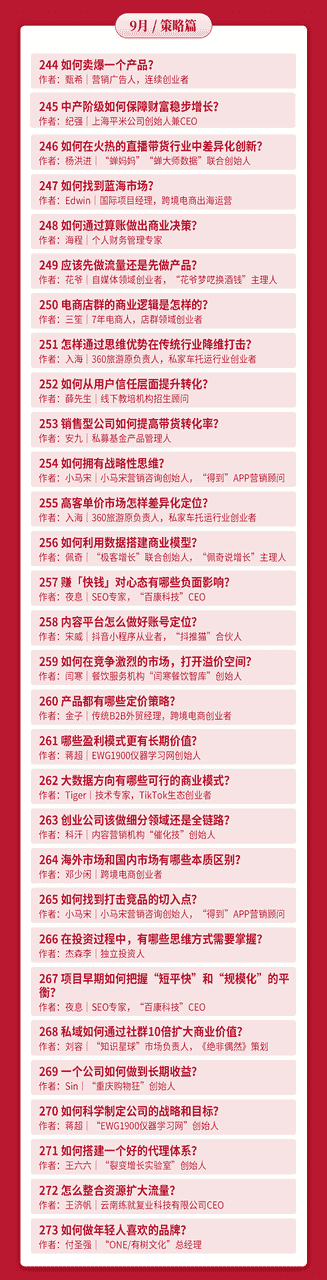 9月 / 策略篇
244 如何卖爆一个产品?
作者：甄希｜营销广告人，连续创业者
245 中产阶级如何保障财富稳步增长?
作者：纪强｜上海平米公司创始人兼CEO
246 如何在火热的直播带货行业中差异化创新?
作者：杨洪进｜“蝉妈妈”“蝉大师数据”联合创始人
247 如何找到蓝海市场?
作者：Edwin｜国际项目经理，跨境电商出海运营
248 如何通过算账做出商业决策?
作者：海程｜个人财务管理专家
249 应该先做流量还是先做产品?
作者：花爷｜自媒体领域创业者，“花爷梦呓换酒钱”主理人
250 电商店群的商业逻辑是怎样的?
作者：三笙｜7年电商人，店群领域创业者
251 怎样通过思维优势在传统行业降维打击?
作者：入海｜360旅游原负责人，私家车托运行业创业者
252 如何从用户信任层面提升转化?
作者：薛先生｜线下教培机构招生顾问
253 销售型公司如何提高带货转化率?
作者：安九｜私募基金产品管理人
254 如何拥有战略性思维?
作者：小马宋｜小马宋营销咨询创始人，“得到”APP营销顾问
255 高客单价市场怎样差异化定位?
作者：入海｜360旅游原负责人，私家车托运行业创业者
256 如何利用数据搭建商业模型?
作者：佩奇｜“极客增长”联合创始人，“佩奇说增长”主理人
257 赚「快钱」对心态有哪些负面影响?
作者：夜息｜SEO专家，“百康科技”CEO
258 内容平台怎么做好账号定位?
作者：宋威｜抖音小程序从业者，“抖推猫”合伙人
259 如何在竞争激烈的市场，打开溢价空间?
作者：闫寒｜餐饮服务机构“闫寒餐饮智库”创始人
260 产品都有哪些定价策略?
作者：金子｜传统B2B外贸经理，跨境电商创业者
261 哪些盈利模式更有长期价值?
作者：蒋超｜EWG1900仪器学习网创始人
262 大数据方向有哪些可行的商业模式?
作者：Tiger｜技术专家，TikTok生态创业者
263 创业公司该做细分领域还是全链路?
作者：科汗｜内容营销机构“催化技”创始人
264 海外市场和国内市场有哪些本质区别?
作者：邓少闲｜跨境电商创业者
265 如何找到打击竞品的切入点?
作者：小马宋｜小马宋营销咨询创始人，“得到”APP营销顾问
266 在投资过程中，有哪些思维方式需要掌握?
作者：杰森李｜独立投资人
267 项目早期如何把握“短平快”和“规模化”的平
衡?
作者：夜息｜SEO专家，“百康科技”CEO
268 私域如何通过社群10倍扩大商业价值?
作者：刘容｜“知识星球”市场负责人，《绝非偶然》策划
269 一个公司如何做到长期收益?
作者：Sin｜“重庆购物狂”创始人
270 如何科学制定公司的战略和目标?
作者：蒋超｜“EWG1900仪器学习网”创始人
271 如何搭建一个好的代理体系?
作者：王六六｜“裂变增长实验室”创始人
272 怎么整合资源扩大流量?
作者：王济帆｜云南练就复业科技有限公司CEO
273 如何做年轻人喜欢的品牌?
作者：付圣强｜“ONE/有树文化”总经理